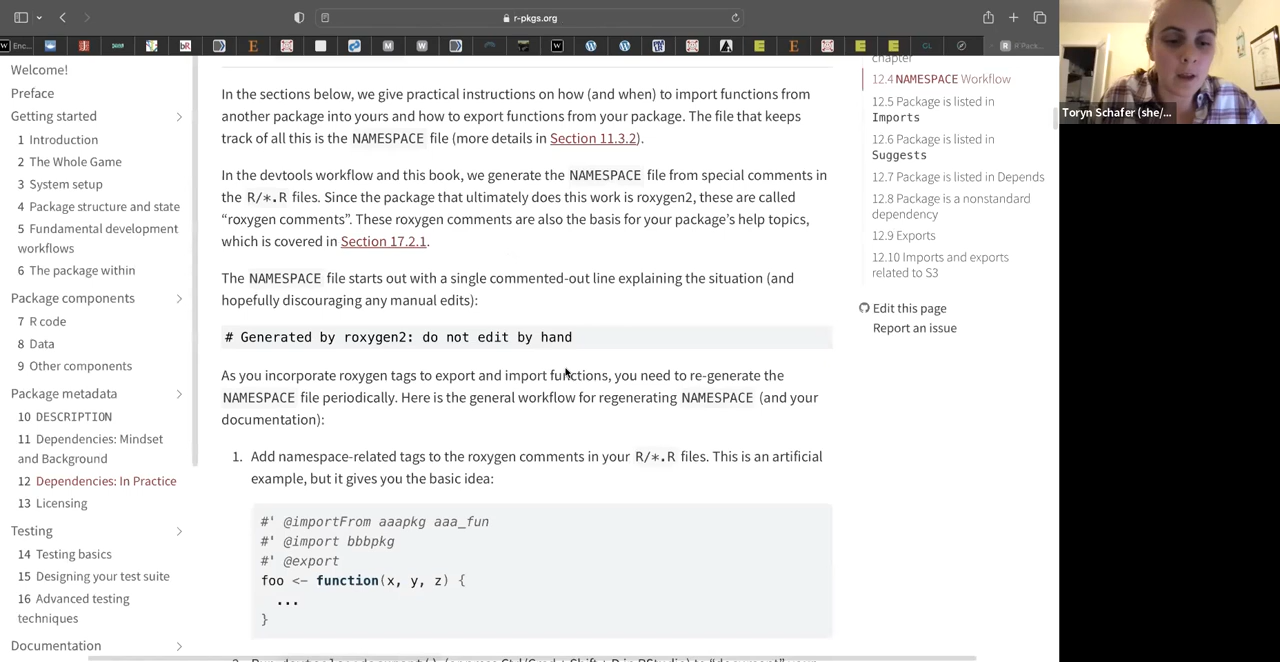 r-pkgs.org
Enc...
bR
E
M
W
W
E
E
E
E
GL
R Pack...
Welcome!
Preface
Getting started
1 Introduction
2 The Whole Game
3 System setup
4 Package structure and state
5 Fundamental development
workflows
6 The package within
Package components
7 R code
8 Data
9 Other components
Package metadata
10 DESCRIPTION
11 Dependencies: Mindset
and Background
12 Dependencies: In Practice
13 Licensing
Testing
14 Testing basics
15 Designing your test suite
16 Advanced testing
techniques
Documentation
In the sections below, we give practical instructions on how (and when) to import functions from
another package into yours and how to export functions from your package. The file that keeps
track of all this is the NAMESPACE file (more details in Section 11.3.2).
In the devtools workflow and this book, we generate the NAMESPACE file from special comments in
the R/*.R files. Since the package that ultimately does this work is roxygen2, these are called
“roxygen comments”. These roxygen comments are also the basis for your package’s help topics,
which is covered in Section 17.2.1.
The NAMESPACE file starts out with a single commented-out line explaining the situation (and
hopefully discouraging any manual edits):
# Generated by roxygen2: do not edit by hand
As you incorporate roxygen tags to export and import functions, you need to re-generate the
NAMESPACE file periodically. Here is the general workflow for regenerating NAMESPACE (and your
documentation):
1. Add namespace-related tags to the roxygen comments in your R/*.R files. This is an artificial
example, but it gives you the basic idea:
#' @importFrom aaapkg aaa_fun
#' @import bbbpkg
#' @export
foo <- function(x, y, z) {
...
}
chapter
12.4 NAMESPACE Workflow
12.5 Package is listed in
Imports
12.6 Package is listed in
Suggests
12.7 Package is listed in Depends
12.8 Package is a nonstandard
dependency
12.9 Exports
12.10 Imports and exports
related to S3
Edit this page
Report an issue
Toryn Schafer (she/...